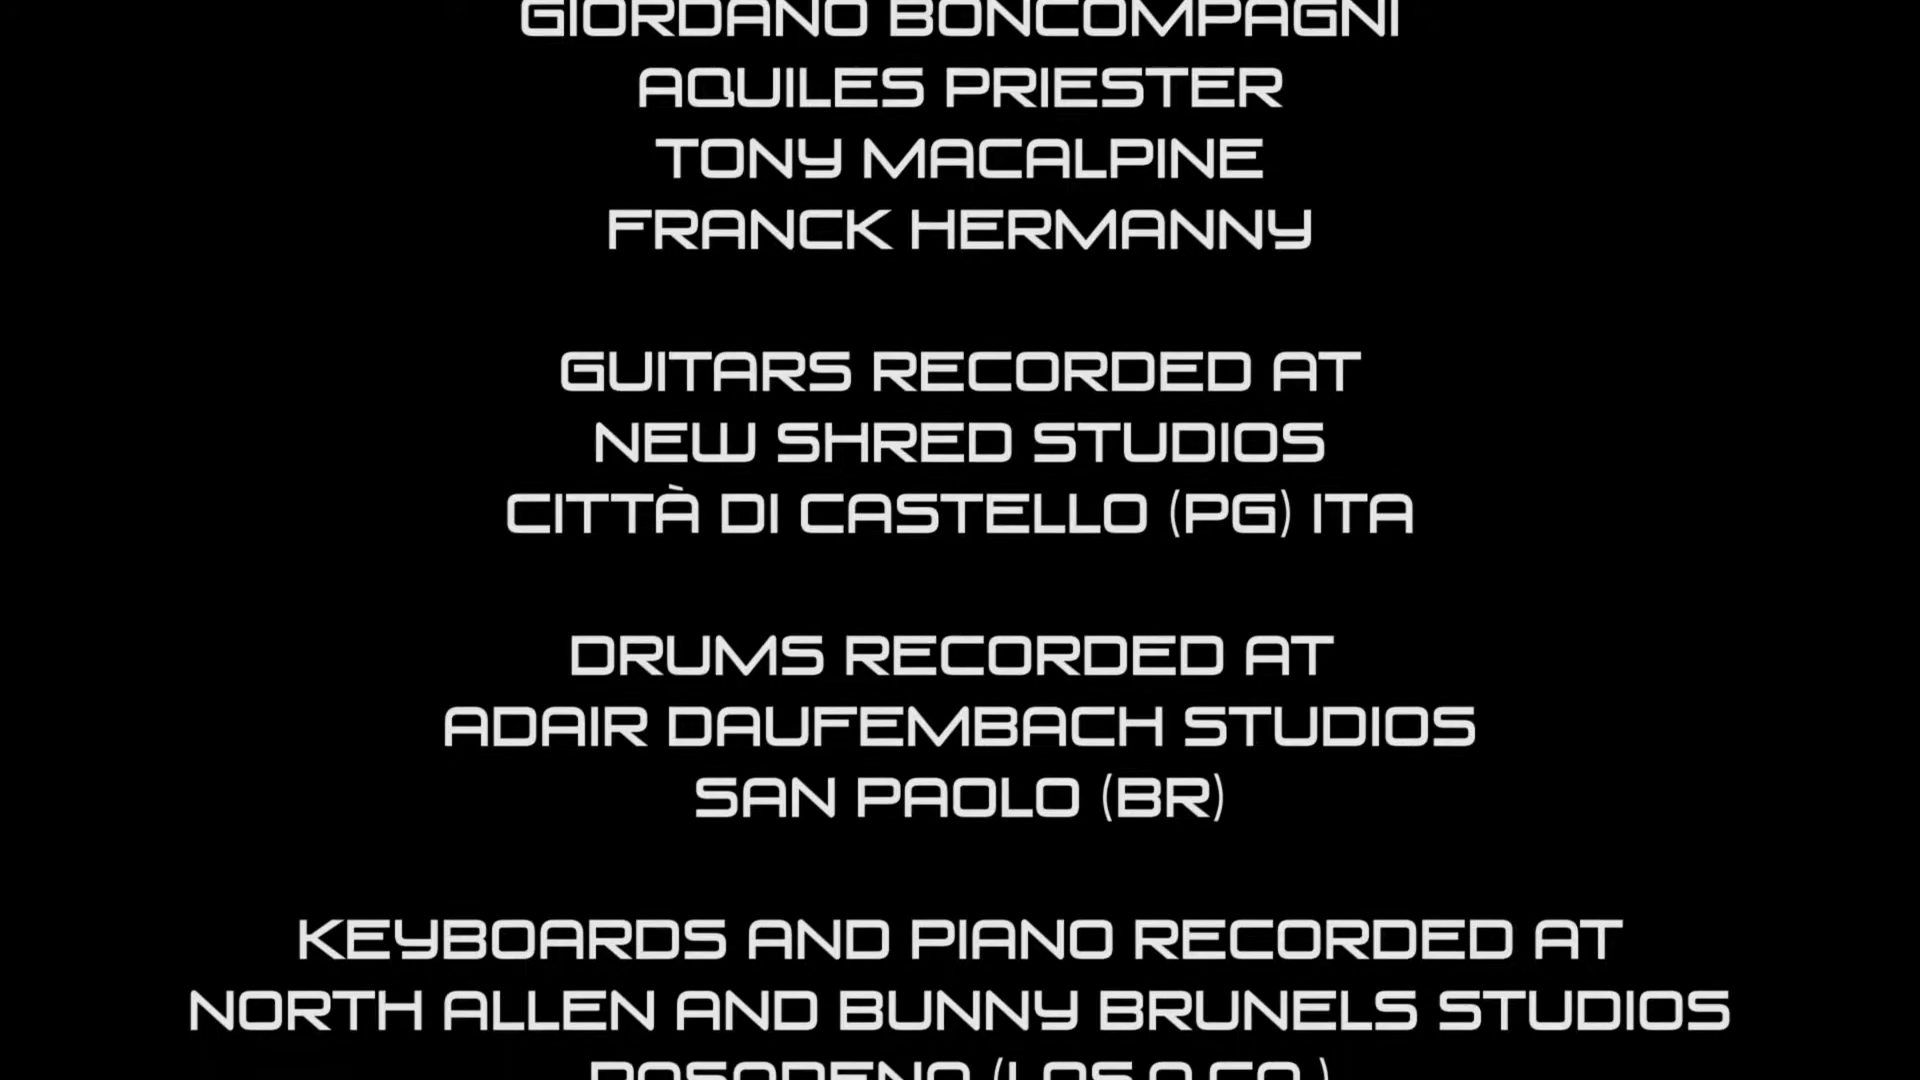 GIORDANO BONCOMPAGNI
AQUILES PRIESTER
TONY MACALPINE
FRANCK HERMANNY
GUITARS RECORDED AT
NEW SHRED STUDIOS
CITTÀ DI CASTELLO (PG) ITA
DRUMS RECORDED AT
ADAIR DAUFEMBACH STUDIOS
SAN PAOLO (BR)
KEYBOARDS AND PIANO RECORDED AT
NORTH ALLEN AND BUNNY BRUNELS STUDIOS
PASADENA